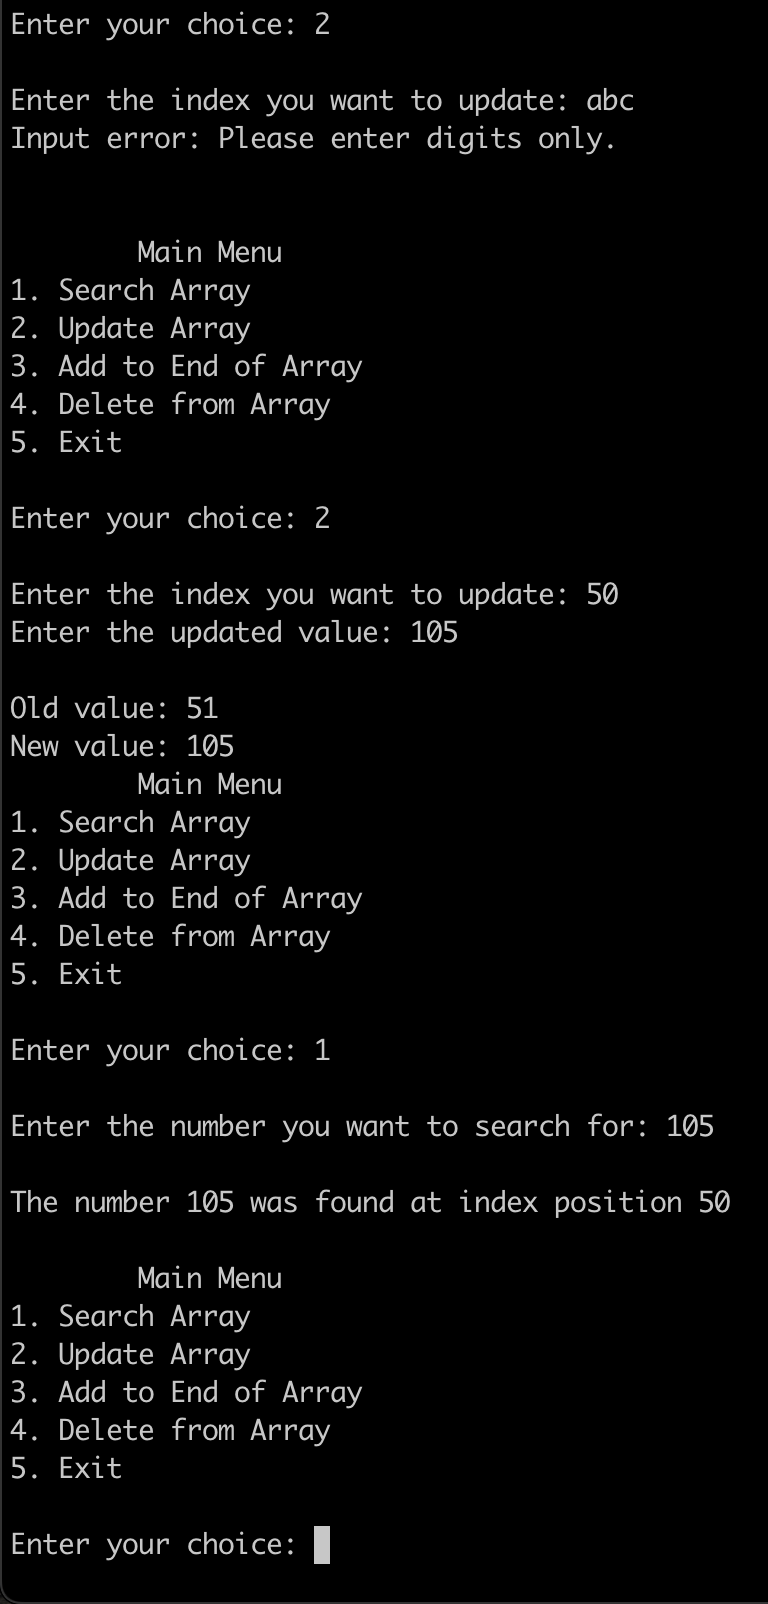 Enter your choice: 2
Enter the index you want to update: abc
Input error: Please enter digits only.
Main Menu
1. Search Array
2. Update Array
3. Add to End of Array
4. Delete from Array
5. Exit
Enter your choice: 2
Enter the index you want to update: 50
Enter the updated value: 105
Old value: 51
New value: 105
Main Menu
1. Search Array
2. Update Array
3. Add to End of Array
4. Delete from Array
5. Exit
Enter your choice: 1
Enter the number you want to search for: 105
The number 105 was found at index position 50
Main Menu
1. Search Array
2. Update Array
3. Add to End of Array
4. Delete from Array
5. Exit
Enter your choice: